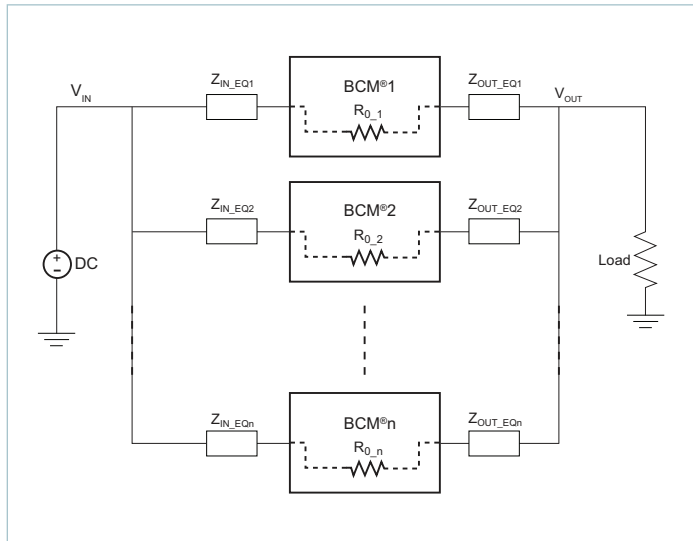 V_IN
Z_IN_EQ1
BCM®1
R_0_1
Z_OUT_EQ1
V_OUT
Z_IN_EQ2
BCM®2
R_0_2
Z_OUT_EQ2
+
-
DC
Load
Z_IN_EQn
BCM®n
R_0_n
Z_OUT_EQn